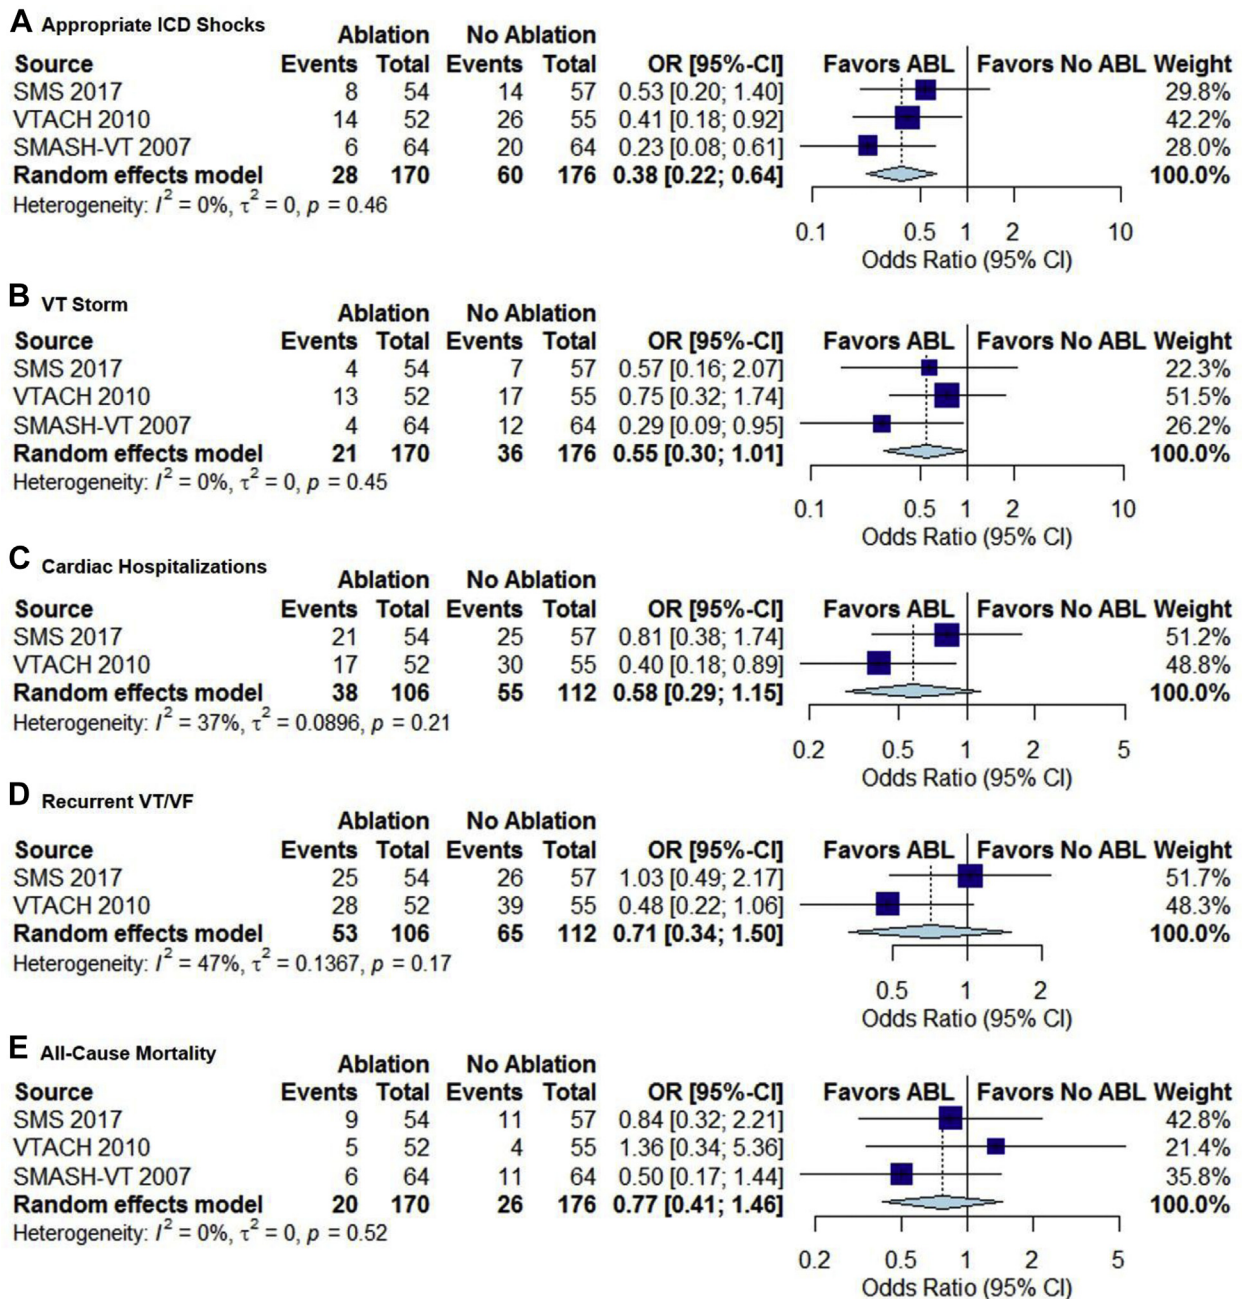 A Appropriate ICD Shocks
Ablation No Ablation
Source Events Total Events Total OR [95%-CI] Favors ABL Favors No ABL Weight
SMS 2017 8 54 14 57 0.53 [0.20; 1.40] 29.8%
VTACH 2010 14 52 26 55 0.41 [0.18; 0.92] 42.2%
SMASH-VT 2007 6 64 20 64 0.23 [0.08; 0.61] 28.0%
Random effects model 28 170 60 176 0.38 [0.22; 0.64] 100.0%
Heterogeneity: I² = 0%, τ² = 0, p = 0.46
0.1 0.5 1 2 10
Odds Ratio (95% CI)
B VT Storm
Ablation No Ablation
Source Events Total Events Total OR [95%-CI] Favors ABL Favors No ABL Weight
SMS 2017 4 54 7 57 0.57 [0.16; 2.07] 22.3%
VTACH 2010 13 52 17 55 0.75 [0.32; 1.74] 51.5%
SMASH-VT 2007 4 64 12 64 0.29 [0.09; 0.95] 26.2%
Random effects model 21 170 36 176 0.55 [0.30; 1.01] 100.0%
Heterogeneity: I² = 0%, τ² = 0, p = 0.45
0.1 0.5 1 2 10
Odds Ratio (95% CI)
C Cardiac Hospitalizations
Ablation No Ablation
Source Events Total Events Total OR [95%-CI] Favors ABL Favors No ABL Weight
SMS 2017 21 54 25 57 0.81 [0.38; 1.74] 51.2%
VTACH 2010 17 52 30 55 0.40 [0.18; 0.89] 48.8%
Random effects model 38 106 55 112 0.58 [0.29; 1.15] 100.0%
Heterogeneity: I² = 37%, τ² = 0.0896, p = 0.21
0.2 0.5 1 2 5
Odds Ratio (95% CI)
D Recurrent VT/VF
Ablation No Ablation
Source Events Total Events Total OR [95%-CI] Favors ABL Favors No ABL Weight
SMS 2017 25 54 26 57 1.03 [0.49; 2.17] 51.7%
VTACH 2010 28 52 39 55 0.48 [0.22; 1.06] 48.3%
Random effects model 53 106 65 112 0.71 [0.34; 1.50] 100.0%
Heterogeneity: I² = 47%, τ² = 0.1367, p = 0.17
0.5 1 2
Odds Ratio (95% CI)
E All-Cause Mortality
Ablation No Ablation
Source Events Total Events Total OR [95%-CI] Favors ABL Favors No ABL Weight
SMS 2017 9 54 11 57 0.84 [0.32; 2.21] 42.8%
VTACH 2010 5 52 4 55 1.36 [0.34; 5.36] 21.4%
SMASH-VT 2007 6 64 11 64 0.50 [0.17; 1.44] 35.8%
Random effects model 20 170 26 176 0.77 [0.41; 1.46] 100.0%
Heterogeneity: I² = 0%, τ² = 0, p = 0.52
0.2 0.5 1 2 5
Odds Ratio (95% CI)